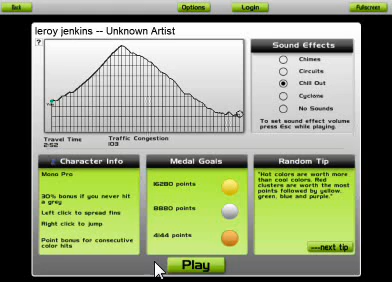 Back Options Login Fullscreen
leroy jenkins -- Unknown Artist
?
Sound Effects
Chimes
Circuits
Chill Out
Cyclone
No Sounds
To set sound effect volume
press Esc while playing.
Travel Time
2:52
Traffic Congestion
103
Character Info
Mono Pro
30% bonus if you never hit
a grey
Left click to spread fins
Right click to jump
Point bonus for consecutive
color hits
Medal Goals
16280 points
8880 points
4144 points
Random Tip
"Hot colors are worth more
than cool colors. Red
clusters are worth the most
points followed by yellow,
green, blue and purple."
---next tip
Play